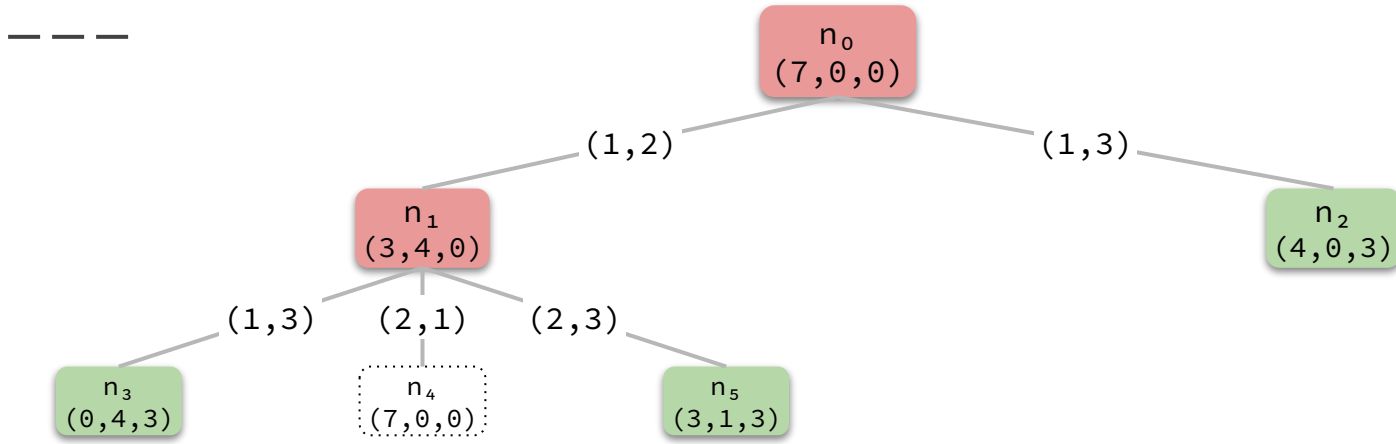 n₀
(7,0,0)
(1,2)
(1,3)
n₁
(3,4,0)
n₂
(4,0,3)
(1,3)
(2,1)
(2,3)
n₃
(0,4,3)
n₄
(7,0,0)
n₅
(3,1,3)